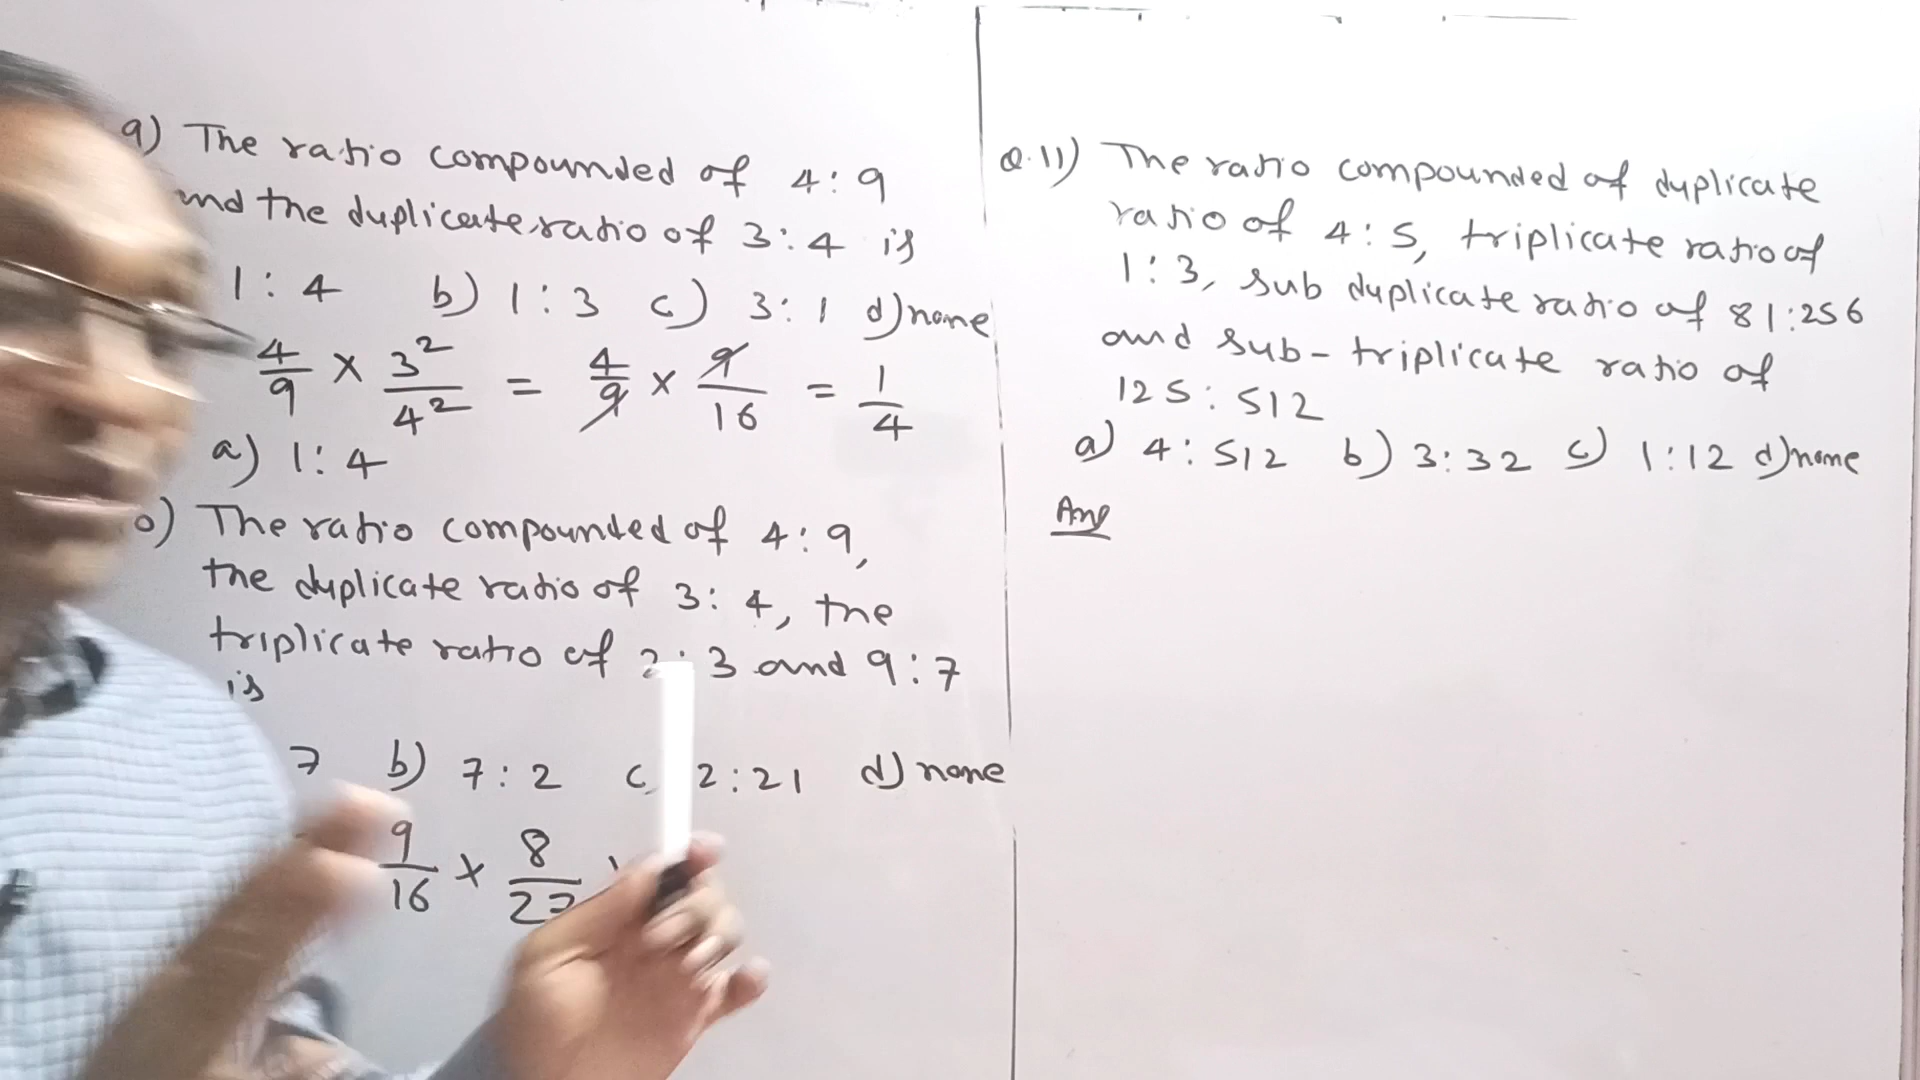 9) The ratio compounded of 4:9
and the duplicate ratio of 3:4 is
1:4 b) 1:3 c) 3:1 d) none
4/9 × 3²/4² = 4/9 × 9/16 = 1/4
a) 1:4
The ratio compounded of 4:9,
the duplicate ratio of 3:4, the
triplicate ratio of 2:3 and 9:7
is
7 b) 7:2 c) 2:21 d) none
9/16 × 8/27
Q.11) The ratio compounded of duplicate
ratio of 4:5, triplicate ratio of
1:3, sub duplicate ratio of 81:256
and sub-triplicate ratio of
125:512
a) 4:512 b) 3:32 c) 1:12 d) none
Ans